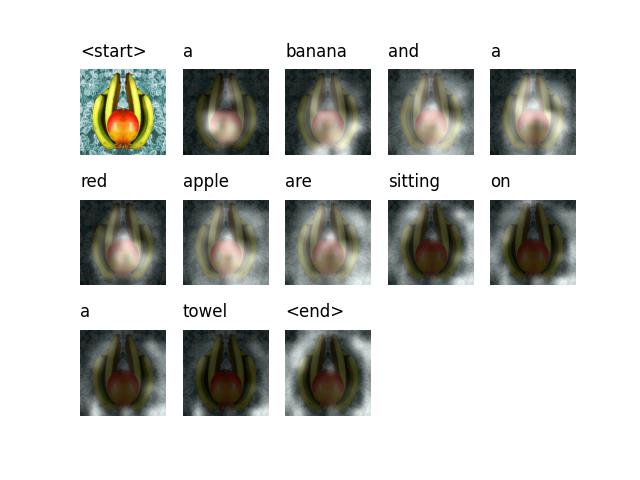 <start> a banana and a
red apple are sitting on
a towel <end>